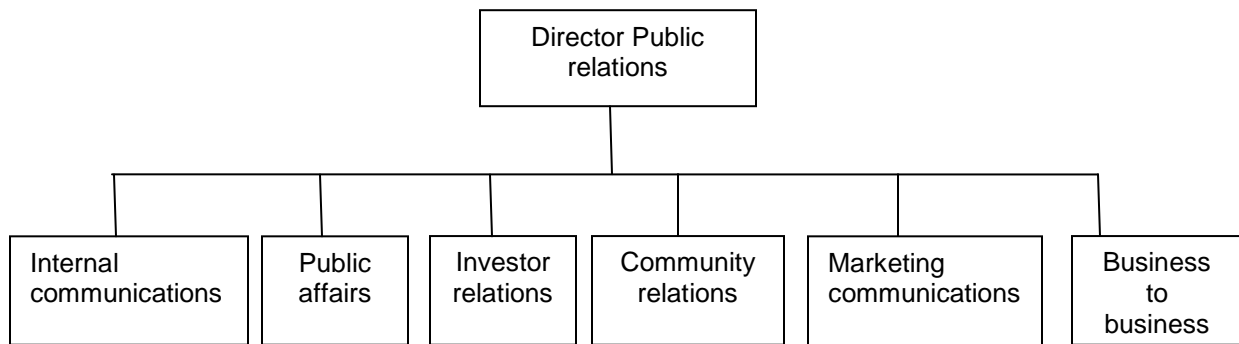 Director Public
relations
Internal
communications
Public
affairs
Investor
relations
Community
relations
Marketing
communications
Business
to
business